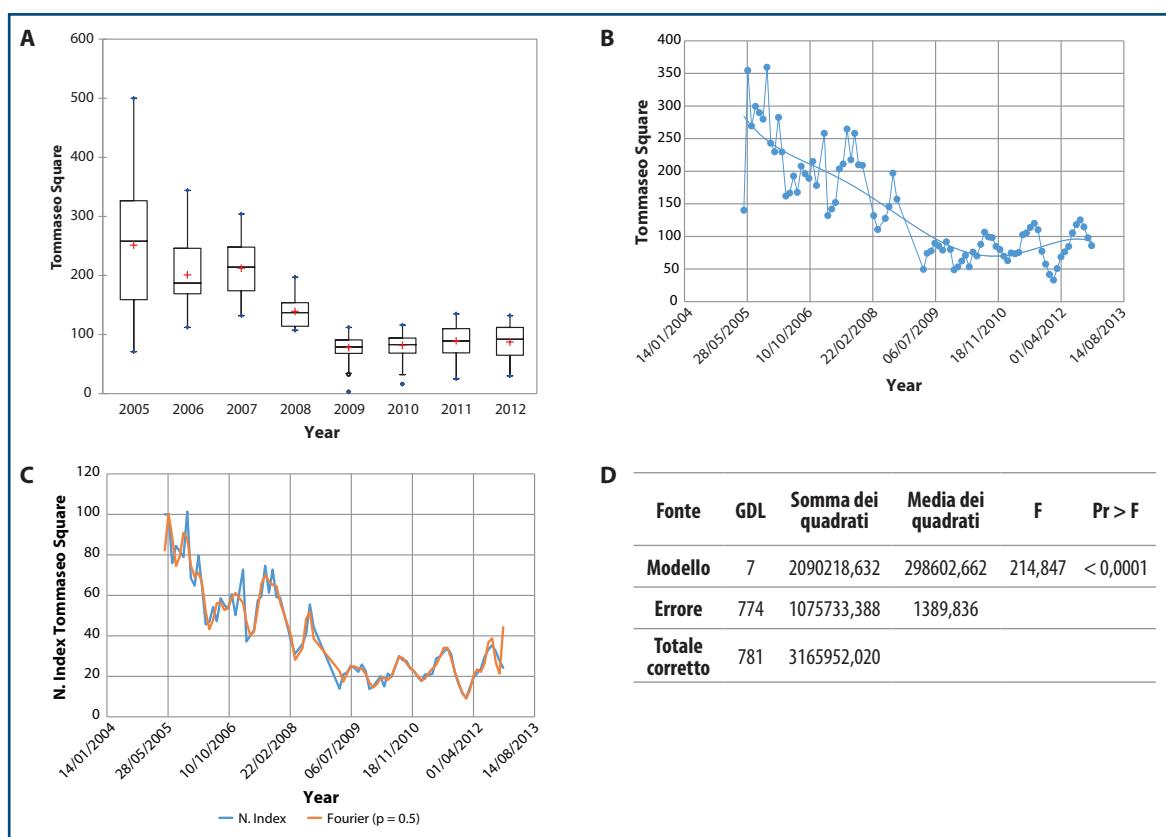 A
Tommaseo Square
600
500
400
300
200
100
0
2005 2006 2007 2008 2009 2010 2011 2012
Year
B
Tommaseo Square
400
350
300
250
200
150
100
50
0
14/01/2004
28/05/2005
10/10/2006
22/02/2008
06/07/2009
18/11/2010
01/04/2012
14/08/2013
Year
C
N. Index Tommaseo Square
120
100
80
60
40
20
0
14/01/2004
28/05/2005
10/10/2006
22/02/2008
06/07/2009
18/11/2010
01/04/2012
14/08/2013
Year
N. Index Fourier (p = 0.5)
D
Fonte GDL Somma dei quadrati Media dei quadrati F Pr > F
Modello 7 2090218,632 298602,662 214,847 < 0,0001
Errore 774 1075733,388 1389,836
Totale corretto 781 3165952,020